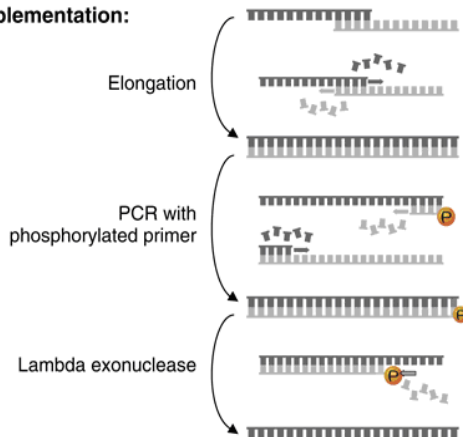 plementation:
Elongation
PCR with
phosphorylated primer
P
P
Lambda exonuclease
P